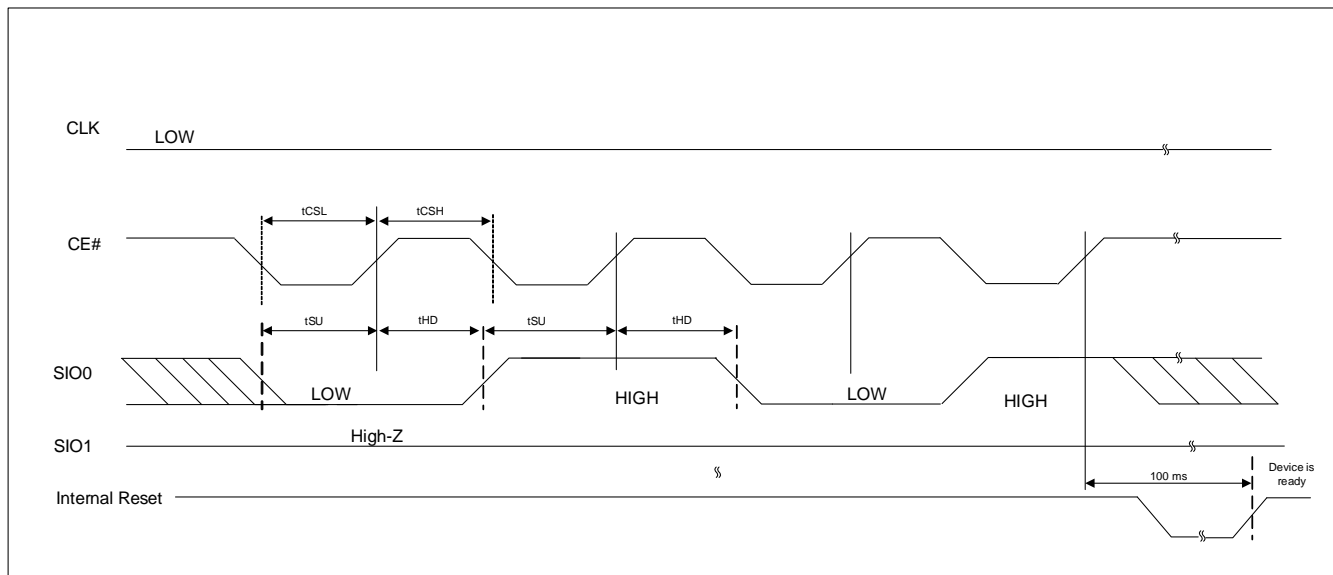 CLK
LOW
tCSL
tCSH
CE#
tSU
tHD
tSU
tHD
SIO0
LOW
HIGH
LOW
HIGH
High-Z
SIO1
100 ms
Device is
ready
Internal Reset